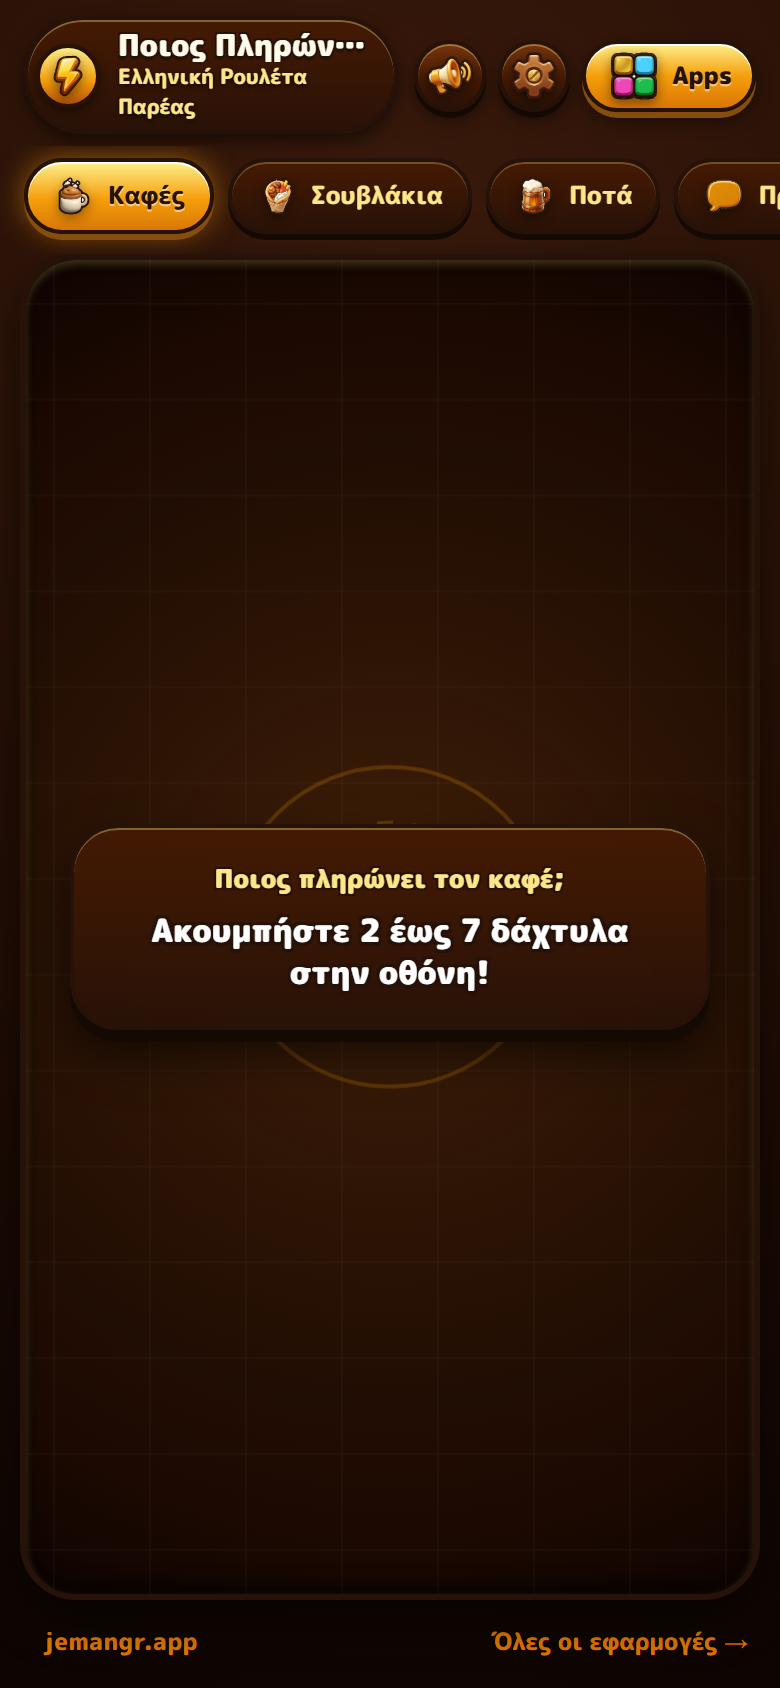 Ποιος Πληρών...
Ελληνική Ρουλέτα
Παρέας
Apps
Καφές
Σουβλάκια
Ποτά
Ποιος πληρώνει τον καφέ;
Ακουμπήστε 2 έως 7 δάχτυλα
στην οθόνη!
jemangr.app
Όλες οι εφαρμογές →